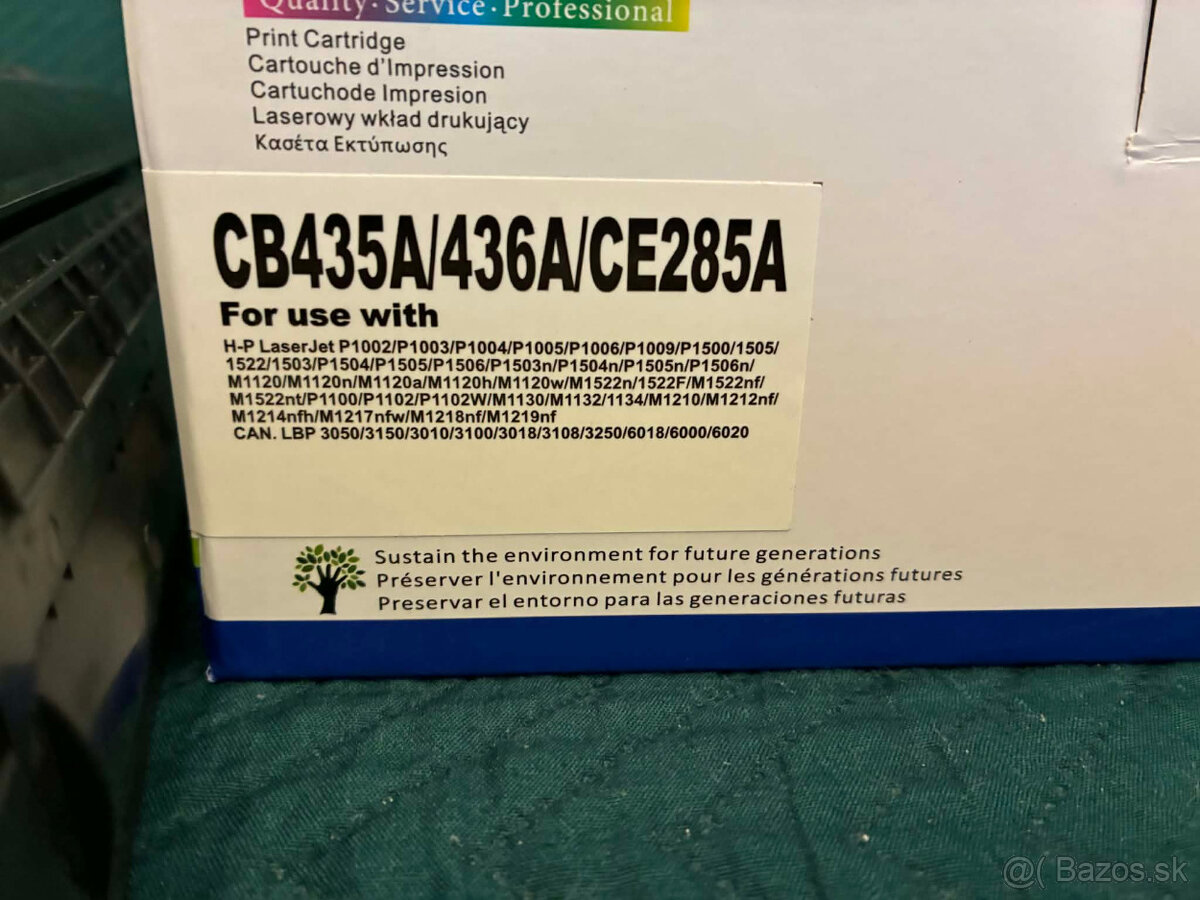 Quality · Service · Professional
Print Cartridge
Cartouche d'Impression
Cartuchode Impresion
Laserowy wkład drukujący
Κασέτα Εκτύπωσης
CB435A/436A/CE285A
For use with
H-P LaserJet P1002/P1003/P1004/P1005/P1006/P1009/P1500/1505/
1522/1503/P1504/P1505/P1506/P1503n/P1504n/P1505n/P1506n/
M1120/M1120n/M1120a/M1120h/M1120w/M1522n/1522F/M1522nf/
M1522nt/P1100/P1102/P1102W/M1130/M1132/1134/M1210/M1212nf/
M1214nfh/M1217nfw/M1218nf/M1219nf
CAN. LBP 3050/3150/3010/3100/3018/3108/3250/6018/6000/6020
Sustain the environment for future generations
Préserver l'environnement pour les générations futures
Preservar el entorno para las generaciones futuras
@( Bazos.sk